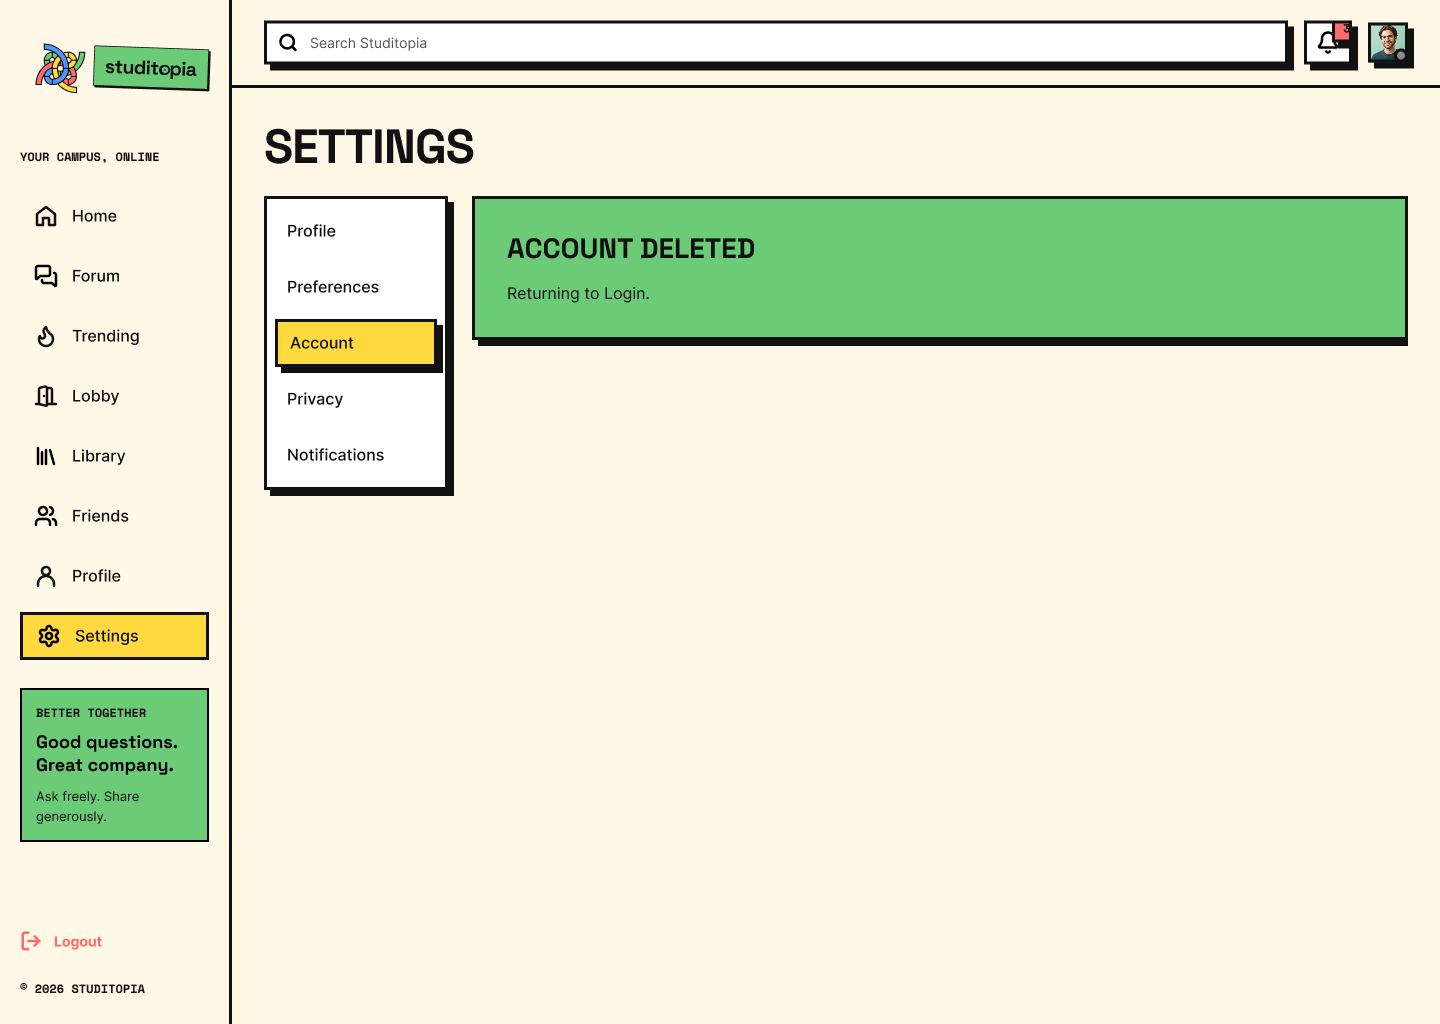 studitopia
YOUR CAMPUS, ONLINE
Home
Forum
Trending
Lobby
Library
Friends
Profile
Settings
BETTER TOGETHER
Good questions.
Great company.
Ask freely. Share
generously.
Logout
© 2026 STUDITOPIA
Search Studitopia
SETTINGS
Profile
Preferences
Account
Privacy
Notifications
ACCOUNT DELETED
Returning to Login.